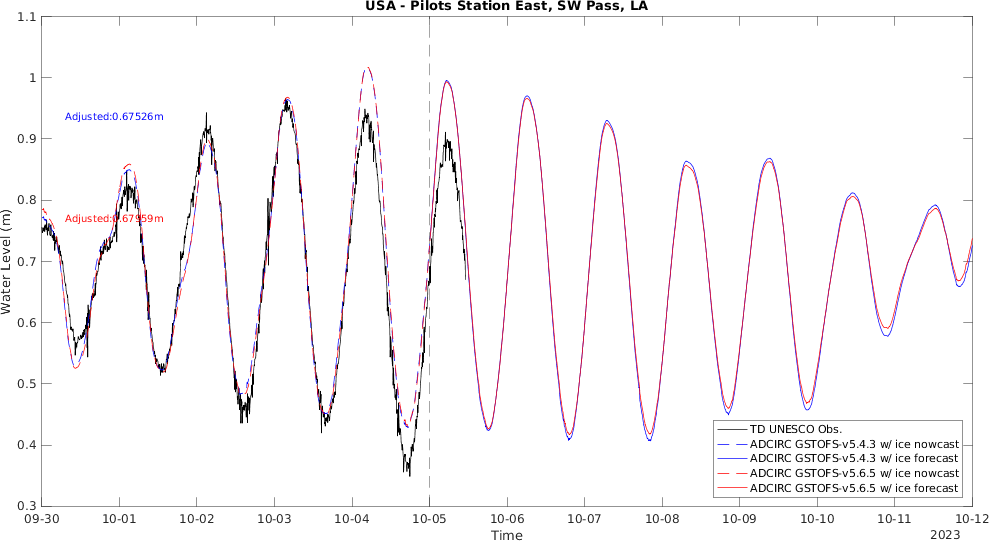 USA - Pilots Station East, SW Pass, LA
1.1
1
0.9
0.8
0.7
0.6
0.5
0.4
0.3
Water Level (m)
Adjusted:0.67526m
Adjusted:0.67959m
TD UNESCO Obs.
ADCIRC GSTOFS-v5.4.3 w/ ice nowcast
ADCIRC GSTOFS-v5.4.3 w/ ice forecast
ADCIRC GSTOFS-v5.6.5 w/ ice nowcast
ADCIRC GSTOFS-v5.6.5 w/ ice forecast
09-30 10-01 10-02 10-03 10-04 10-05 10-06 10-07 10-08 10-09 10-10 10-11 10-12
Time
2023